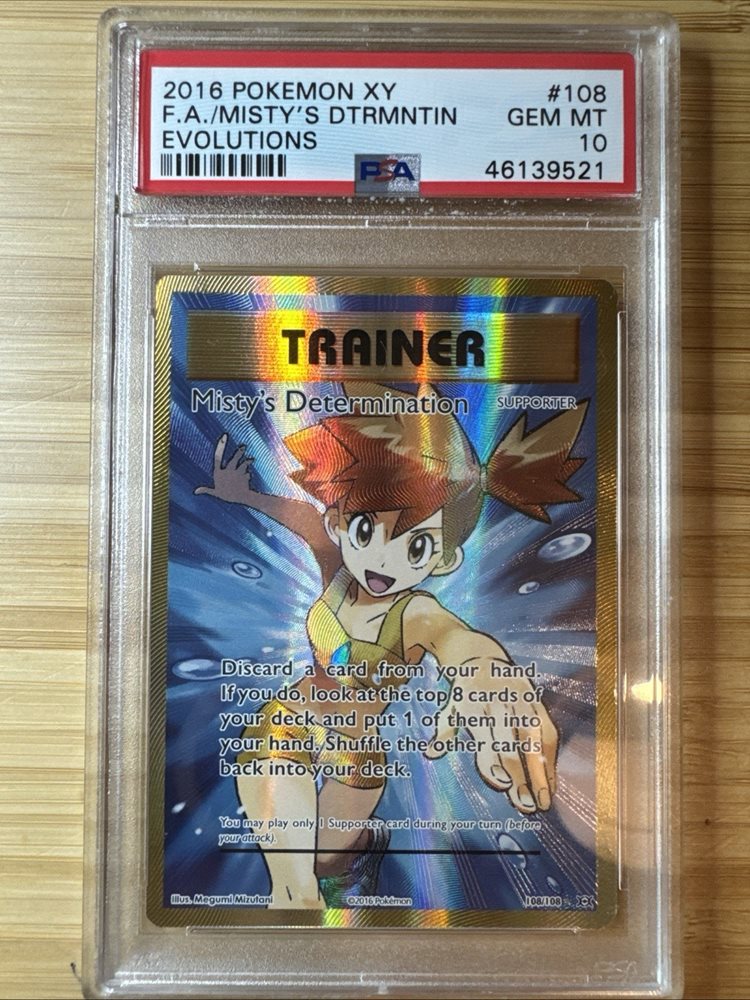 2016 POKEMON XY #108
F.A./MISTY'S DTRMNTIN GEM MT
EVOLUTIONS 10
PSA 46139521
TRAINER
Misty's Determination SUPPORTER
Discard a card from your hand.
If you do, look at the top 8 cards of
your deck and put 1 of them into
your hand. Shuffle the other cards
back into your deck.
You may play only 1 Supporter card during your turn (before
your attack).
Illus. Megumi Mizutani ©2016 Pokémon 108/108